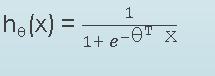 hθ(x) = 1 / 1+ e^-θ^T x